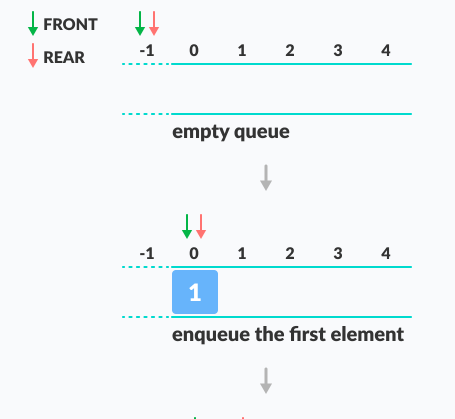 FRONT
REAR
-1 0 1 2 3 4
empty queue
-1 0 1 2 3 4
1
enqueue the first element